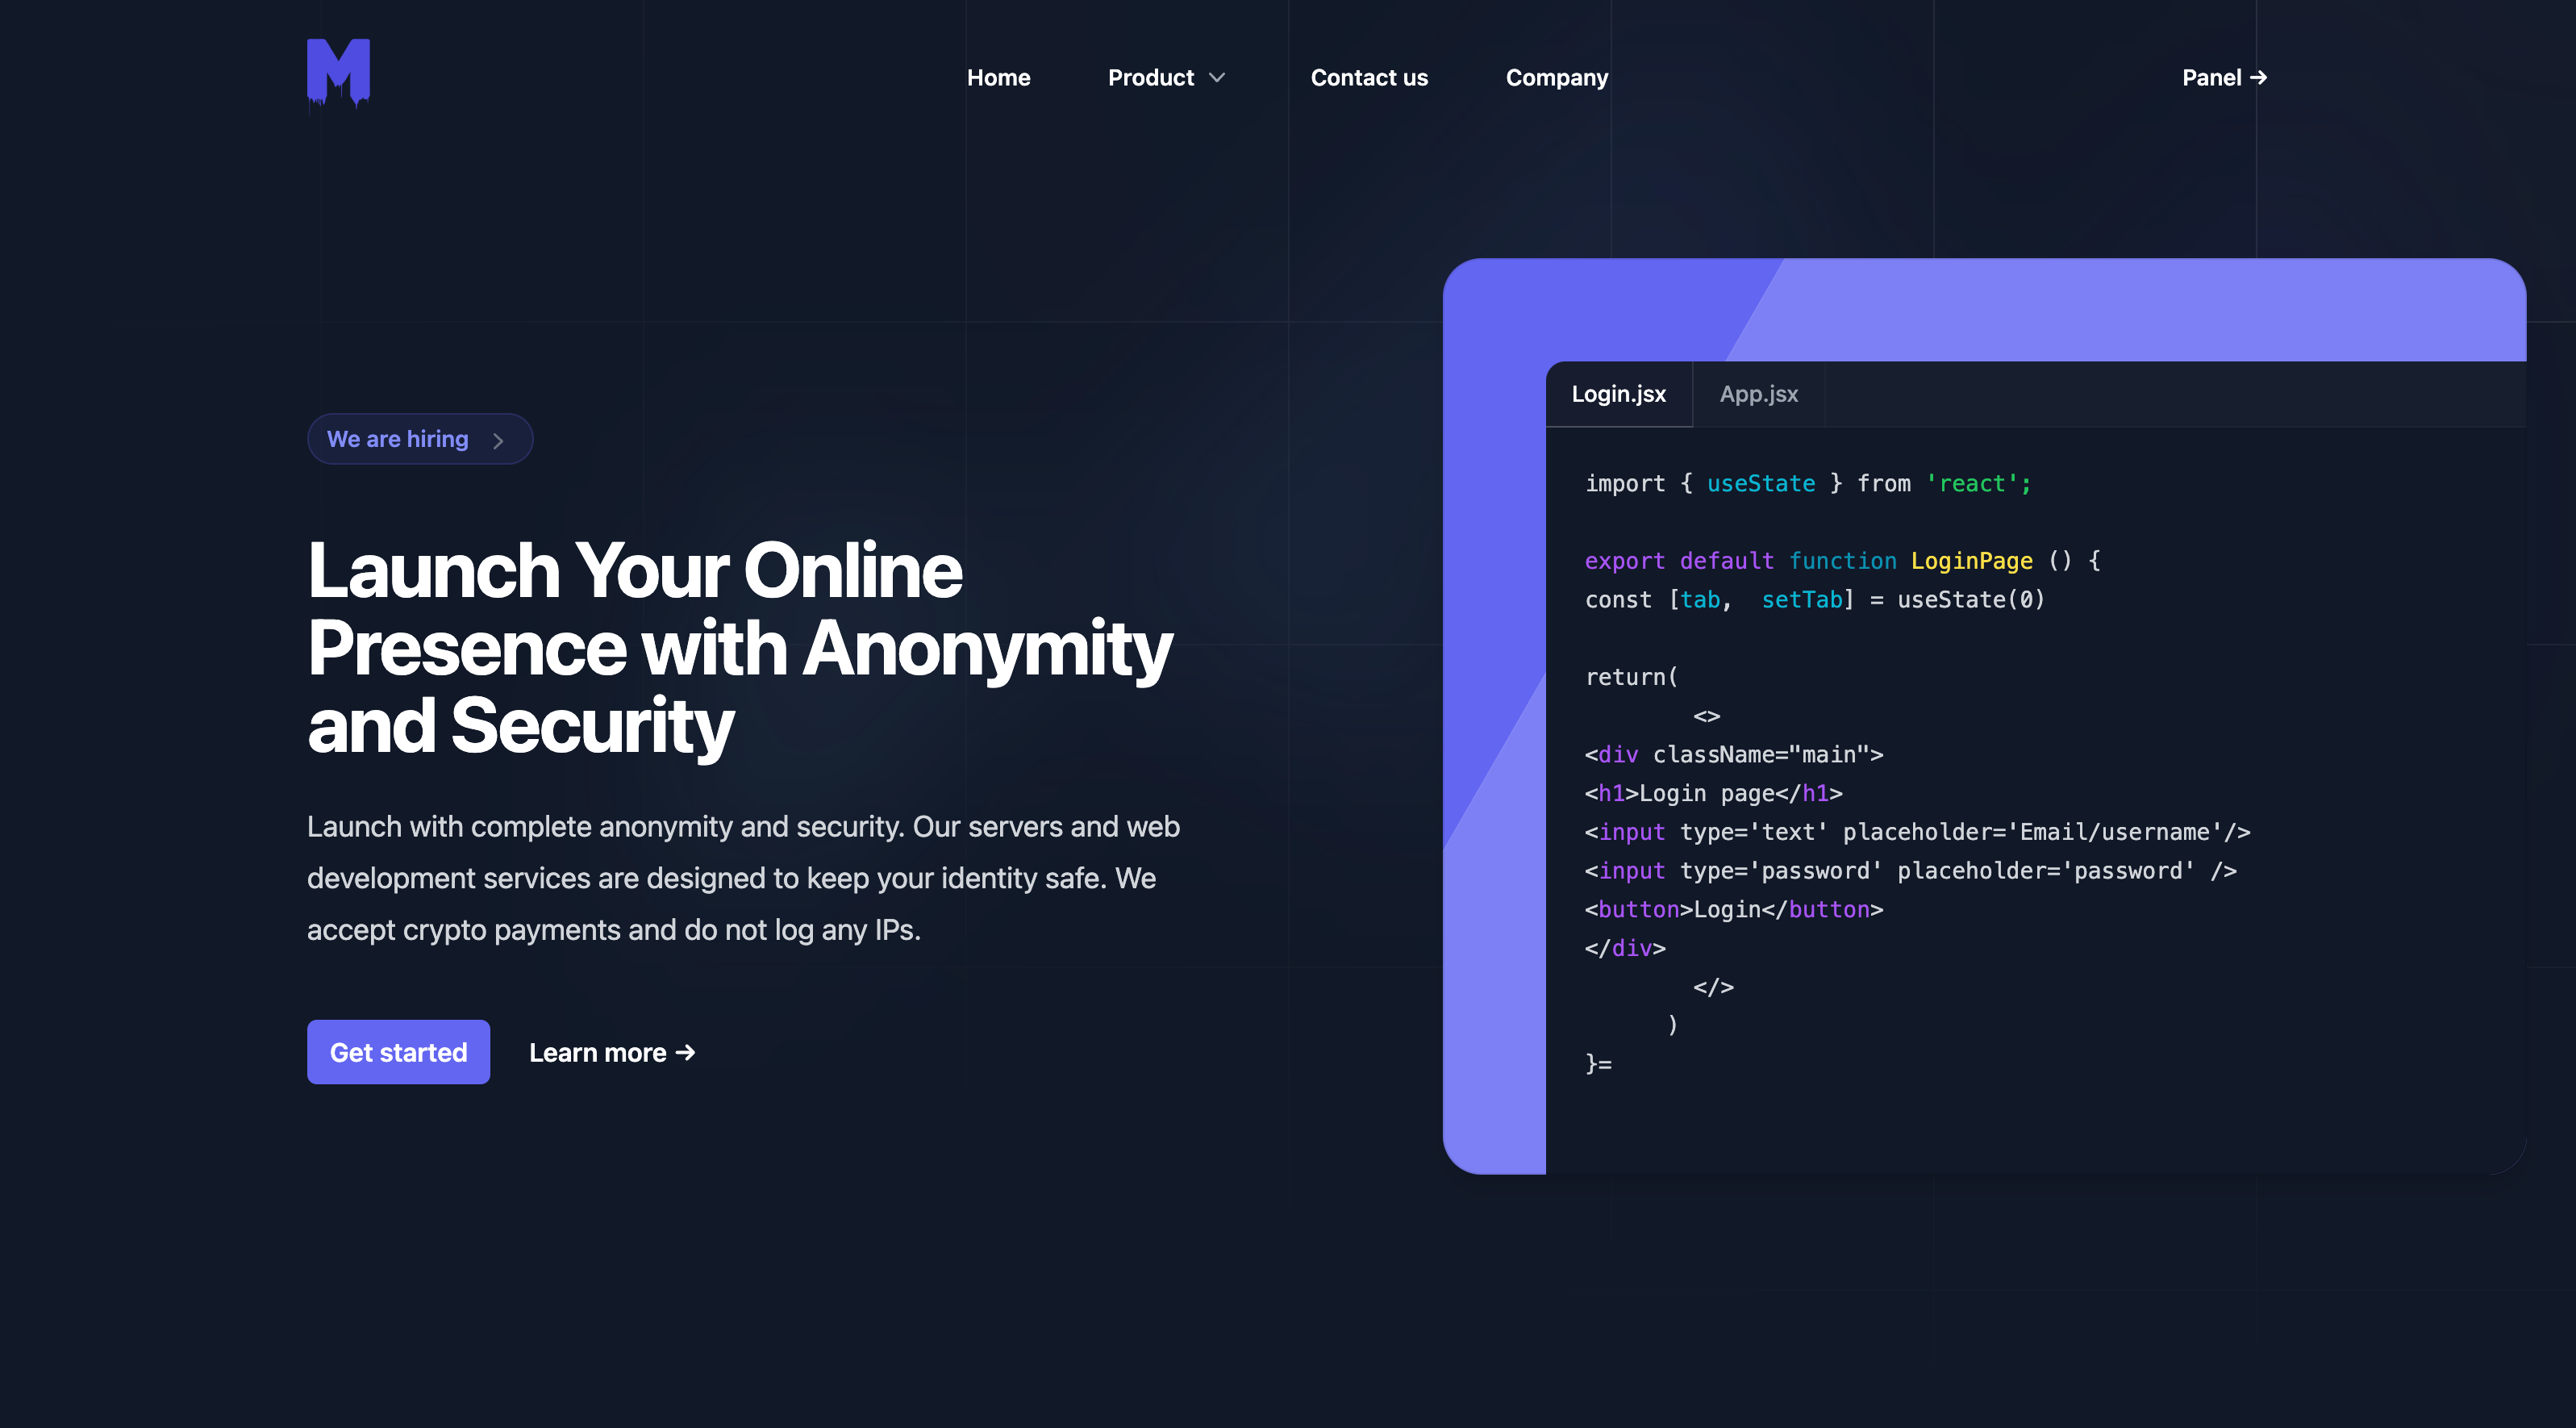 M
Home Product Contact us Company Panel →
We are hiring
Launch Your Online
Presence with Anonymity
and Security
Launch with complete anonymity and security. Our servers and web
development services are designed to keep your identity safe. We
accept crypto payments and do not log any IPs.
Get started Learn more →
Login.jsx App.jsx
import { useState } from 'react';
export default function LoginPage () {
const [tab,  setTab] = useState(0)
return(
<>
<div className="main">
<h1>Login page</h1>
<input type='text' placeholder='Email/username'/>
<input type='password' placeholder='password' />
<button>Login</button>
</div>
</>
)
}=